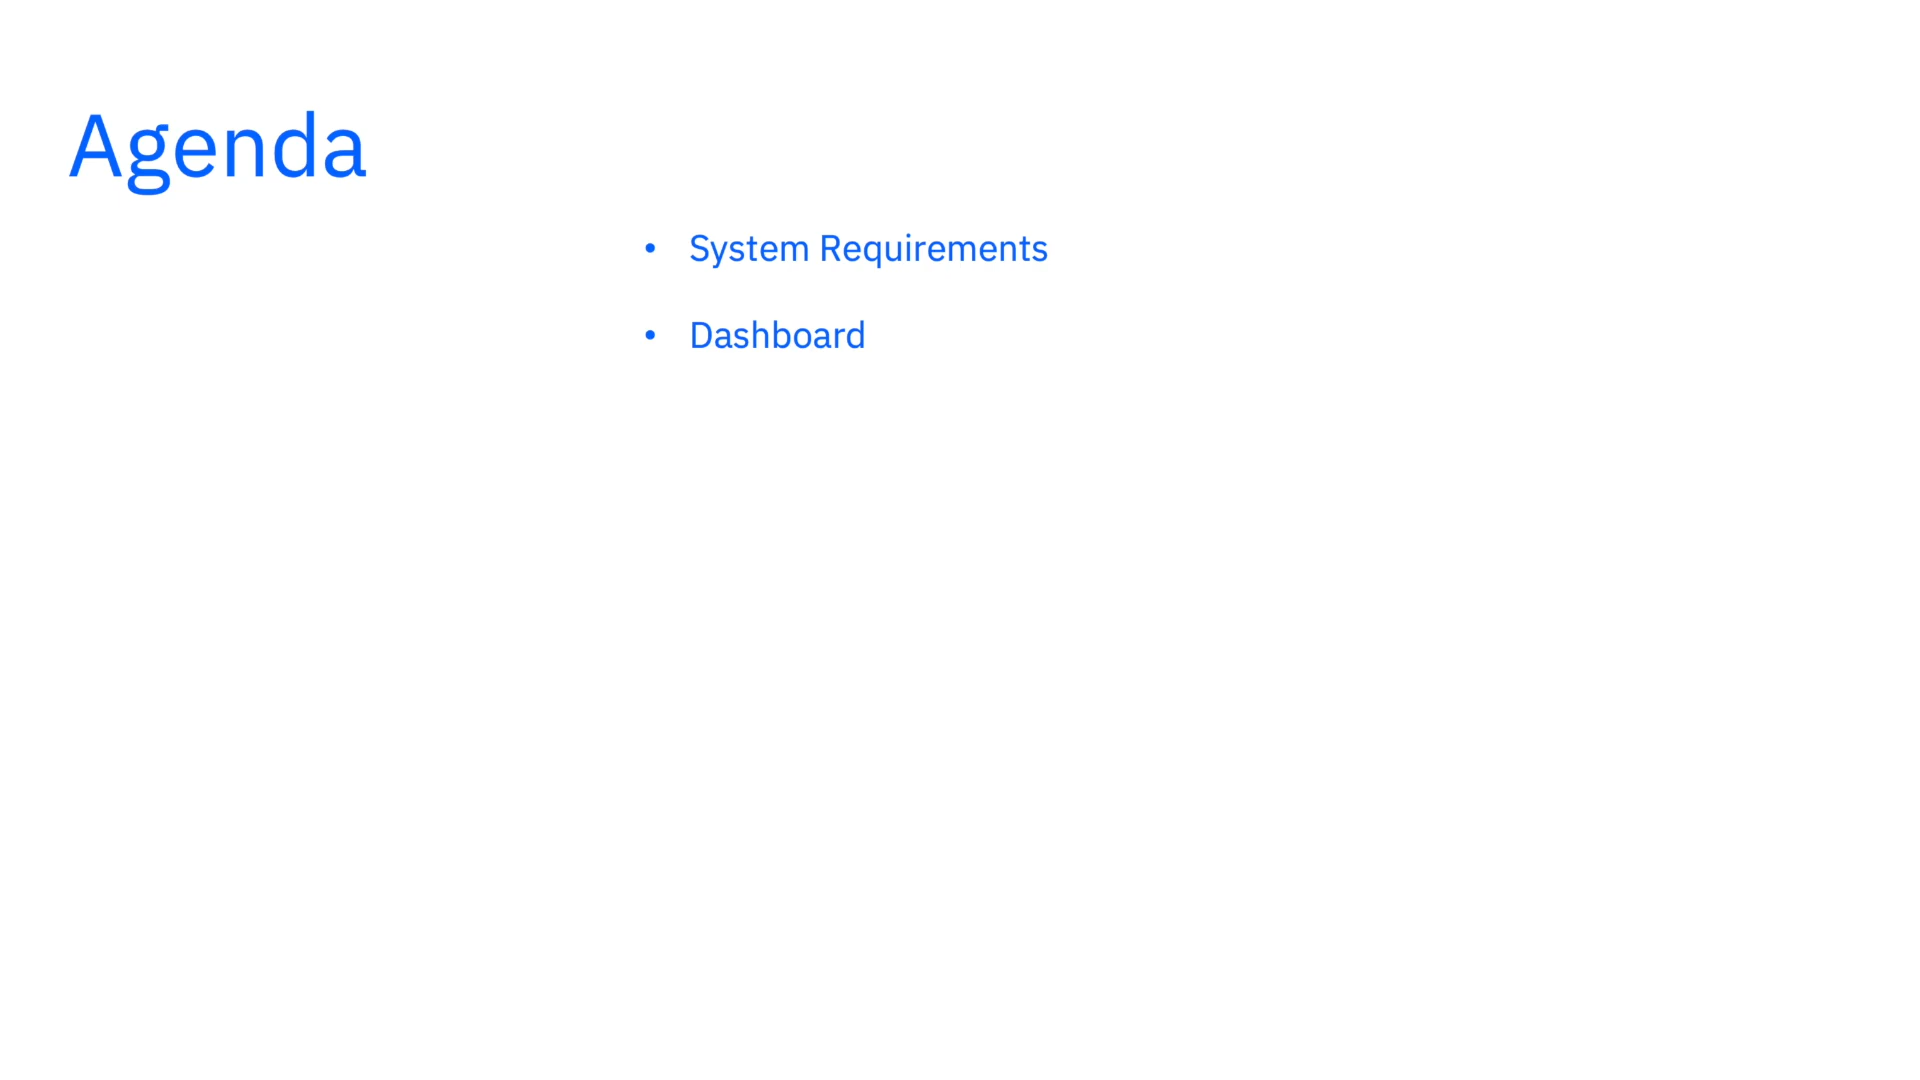 Agenda
• System Requirements
• Dashboard